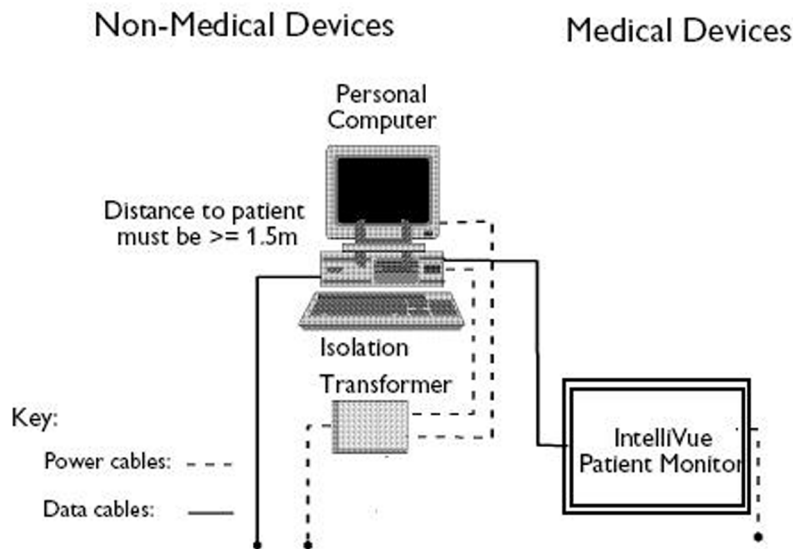 Non-Medical Devices
Medical Devices
Personal
Computer
Distance to patient
must be >= 1.5m
Isolation
Transformer
Key:
Power cables:
Data cables:
IntelliVue
Patient Monitor